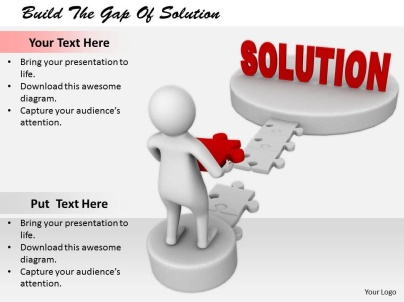 Build The Gap Of Solution
Your Text Here
• Bring your presentation to
life.
• Download this awesome
diagram.
• Capture your audience's
attention.
SOLUTION
Put Text Here
• Bring your presentation to
life.
• Download this awesome
diagram.
• Capture your audience's
attention.
Your Logo